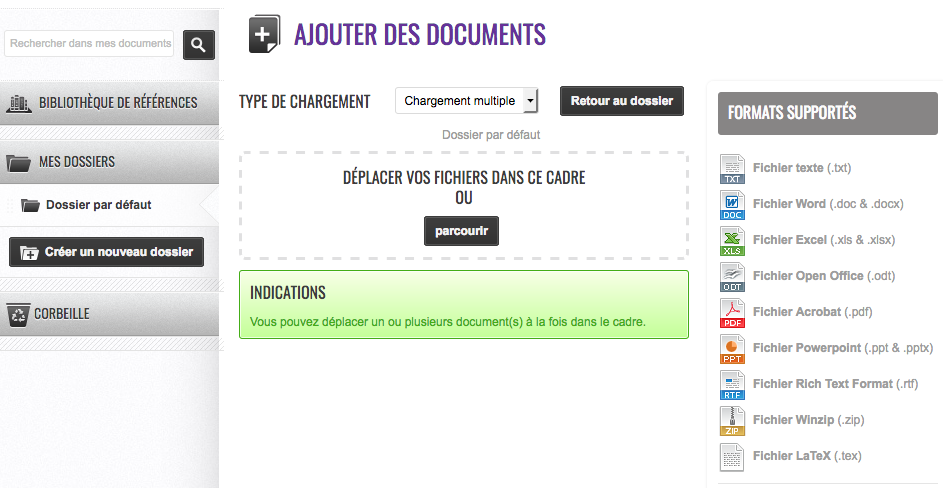 Rechercher dans mes documents
BIBLIOTHÈQUE DE RÉFÉRENCES
MES DOSSIERS
Dossier par défaut
Créer un nouveau dossier
CORBEILLE
AJOUTER DES DOCUMENTS
TYPE DE CHARGEMENT
Chargement multiple
Retour au dossier
Dossier par défaut
DÉPLACER VOS FICHIERS DANS CE CADRE
OU
parcourir
INDICATIONS
Vous pouvez déplacer un ou plusieurs document(s) à la fois dans le cadre.
FORMATS SUPPORTÉS
TXT Fichier texte (.txt)
DOC Fichier Word (.doc & .docx)
XLS Fichier Excel (.xls & .xlsx)
ODT Fichier Open Office (.odt)
PDF Fichier Acrobat (.pdf)
PPT Fichier Powerpoint (.ppt & .pptx)
RTF Fichier Rich Text Format (.rtf)
ZIP Fichier Winzip (.zip)
Fichier LaTeX (.tex)